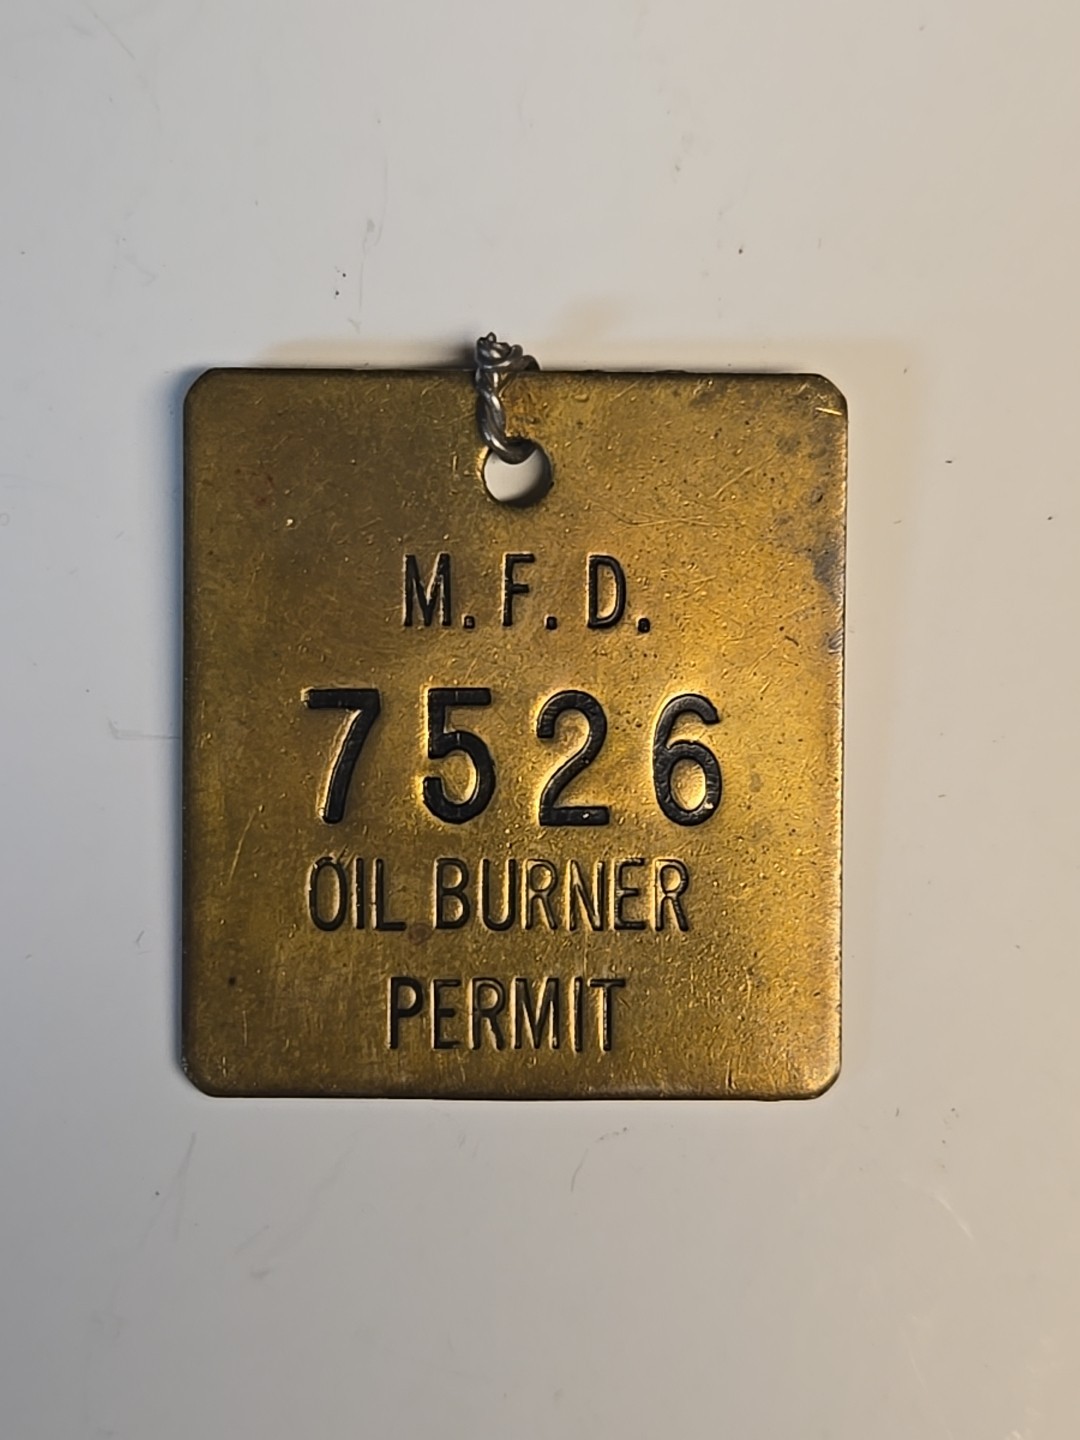 M.F.D.
7526
OIL BURNER
PERMIT